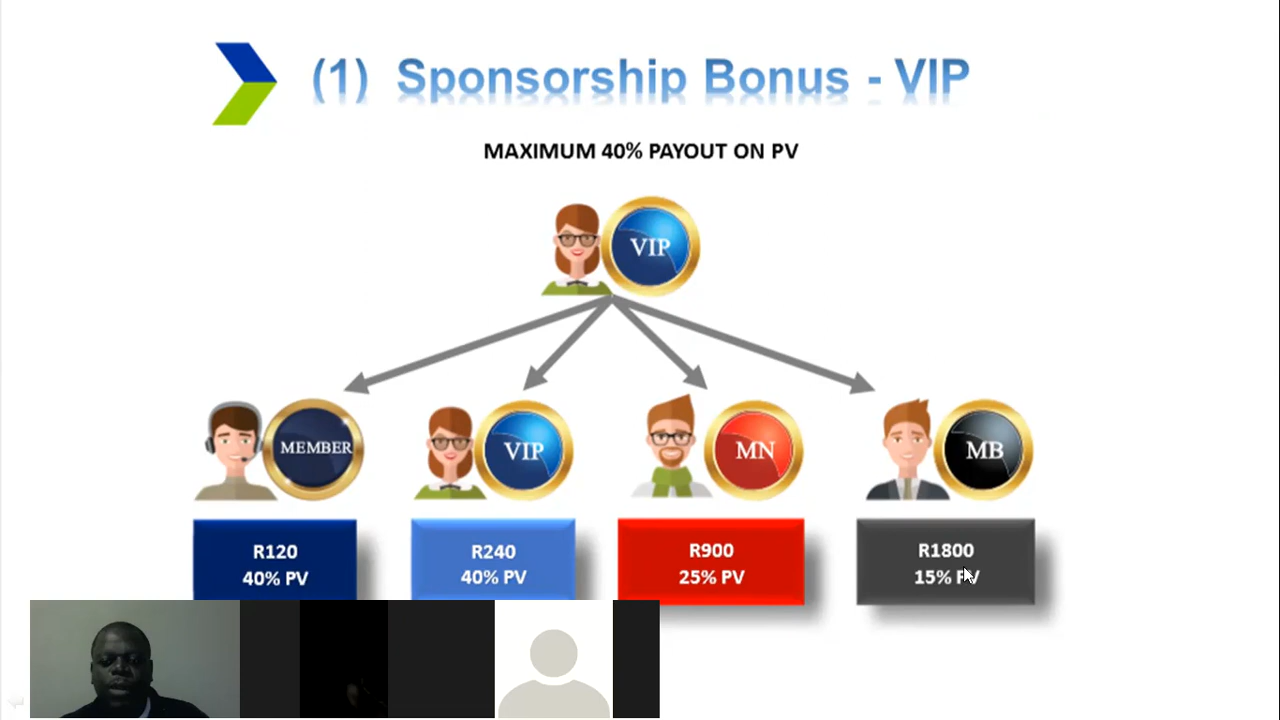 (1) Sponsorship Bonus - VIP
MAXIMUM 40% PAYOUT ON PV
VIP
MEMBER
VIP
MN
MB
R120
40% PV
R240
40% PV
R900
25% PV
R1800
15% PV